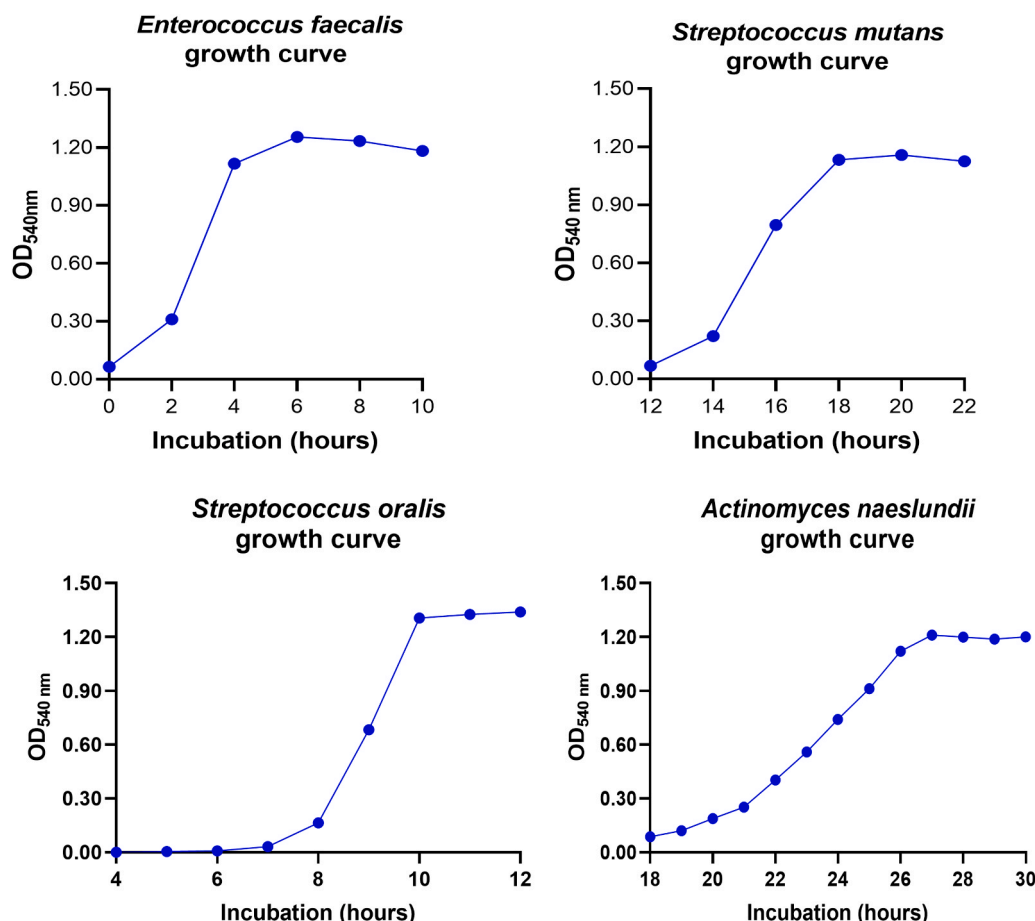 Enterococcus faecalis
growth curve
1.50
1.20
0.90
0.60
0.30
0.00
OD540nm
0 2 4 6 8 10
Incubation (hours)
Streptococcus mutans
growth curve
1.50
1.20
0.90
0.60
0.30
0.00
OD540 nm
12 14 16 18 20 22
Incubation (hours)
Streptococcus oralis
growth curve
1.50
1.20
0.90
0.60
0.30
0.00
OD540 nm
4 6 8 10 12
Incubation (hours)
Actinomyces naeslundii
growth curve
1.50
1.20
0.90
0.60
0.30
0.00
OD540 nm
18 20 22 24 26 28 30
Incubation (hours)